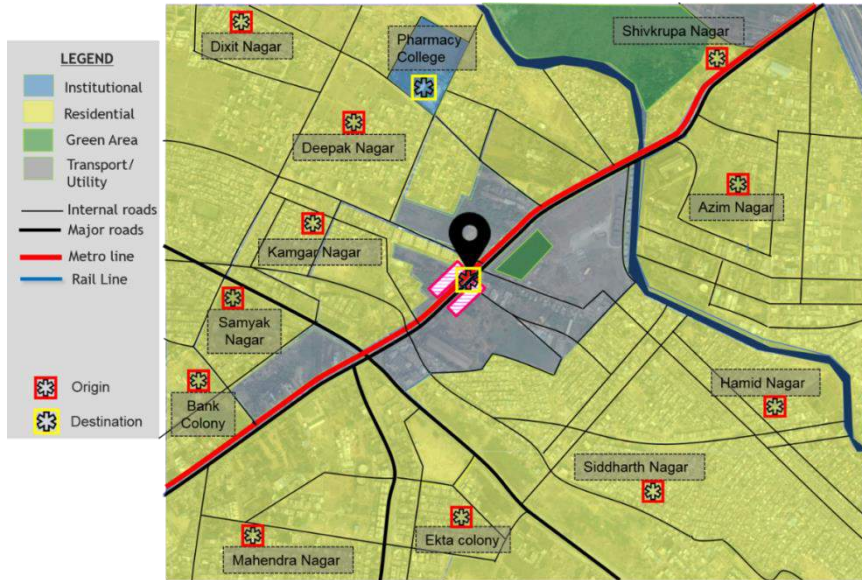 LEGEND
Institutional
Residential
Green Area
Transport/
Utility
Internal roads
Major roads
Metro line
Rail Line
Origin
Destination
Dixit Nagar
Pharmacy
College
Shivkrupa Nagar
Deepak Nagar
Azim Nagar
Kamgar Nagar
Samyak
Nagar
Bank
Colony
Hamid Nagar
Siddharth Nagar
Ekta colony
Mahendra Nagar